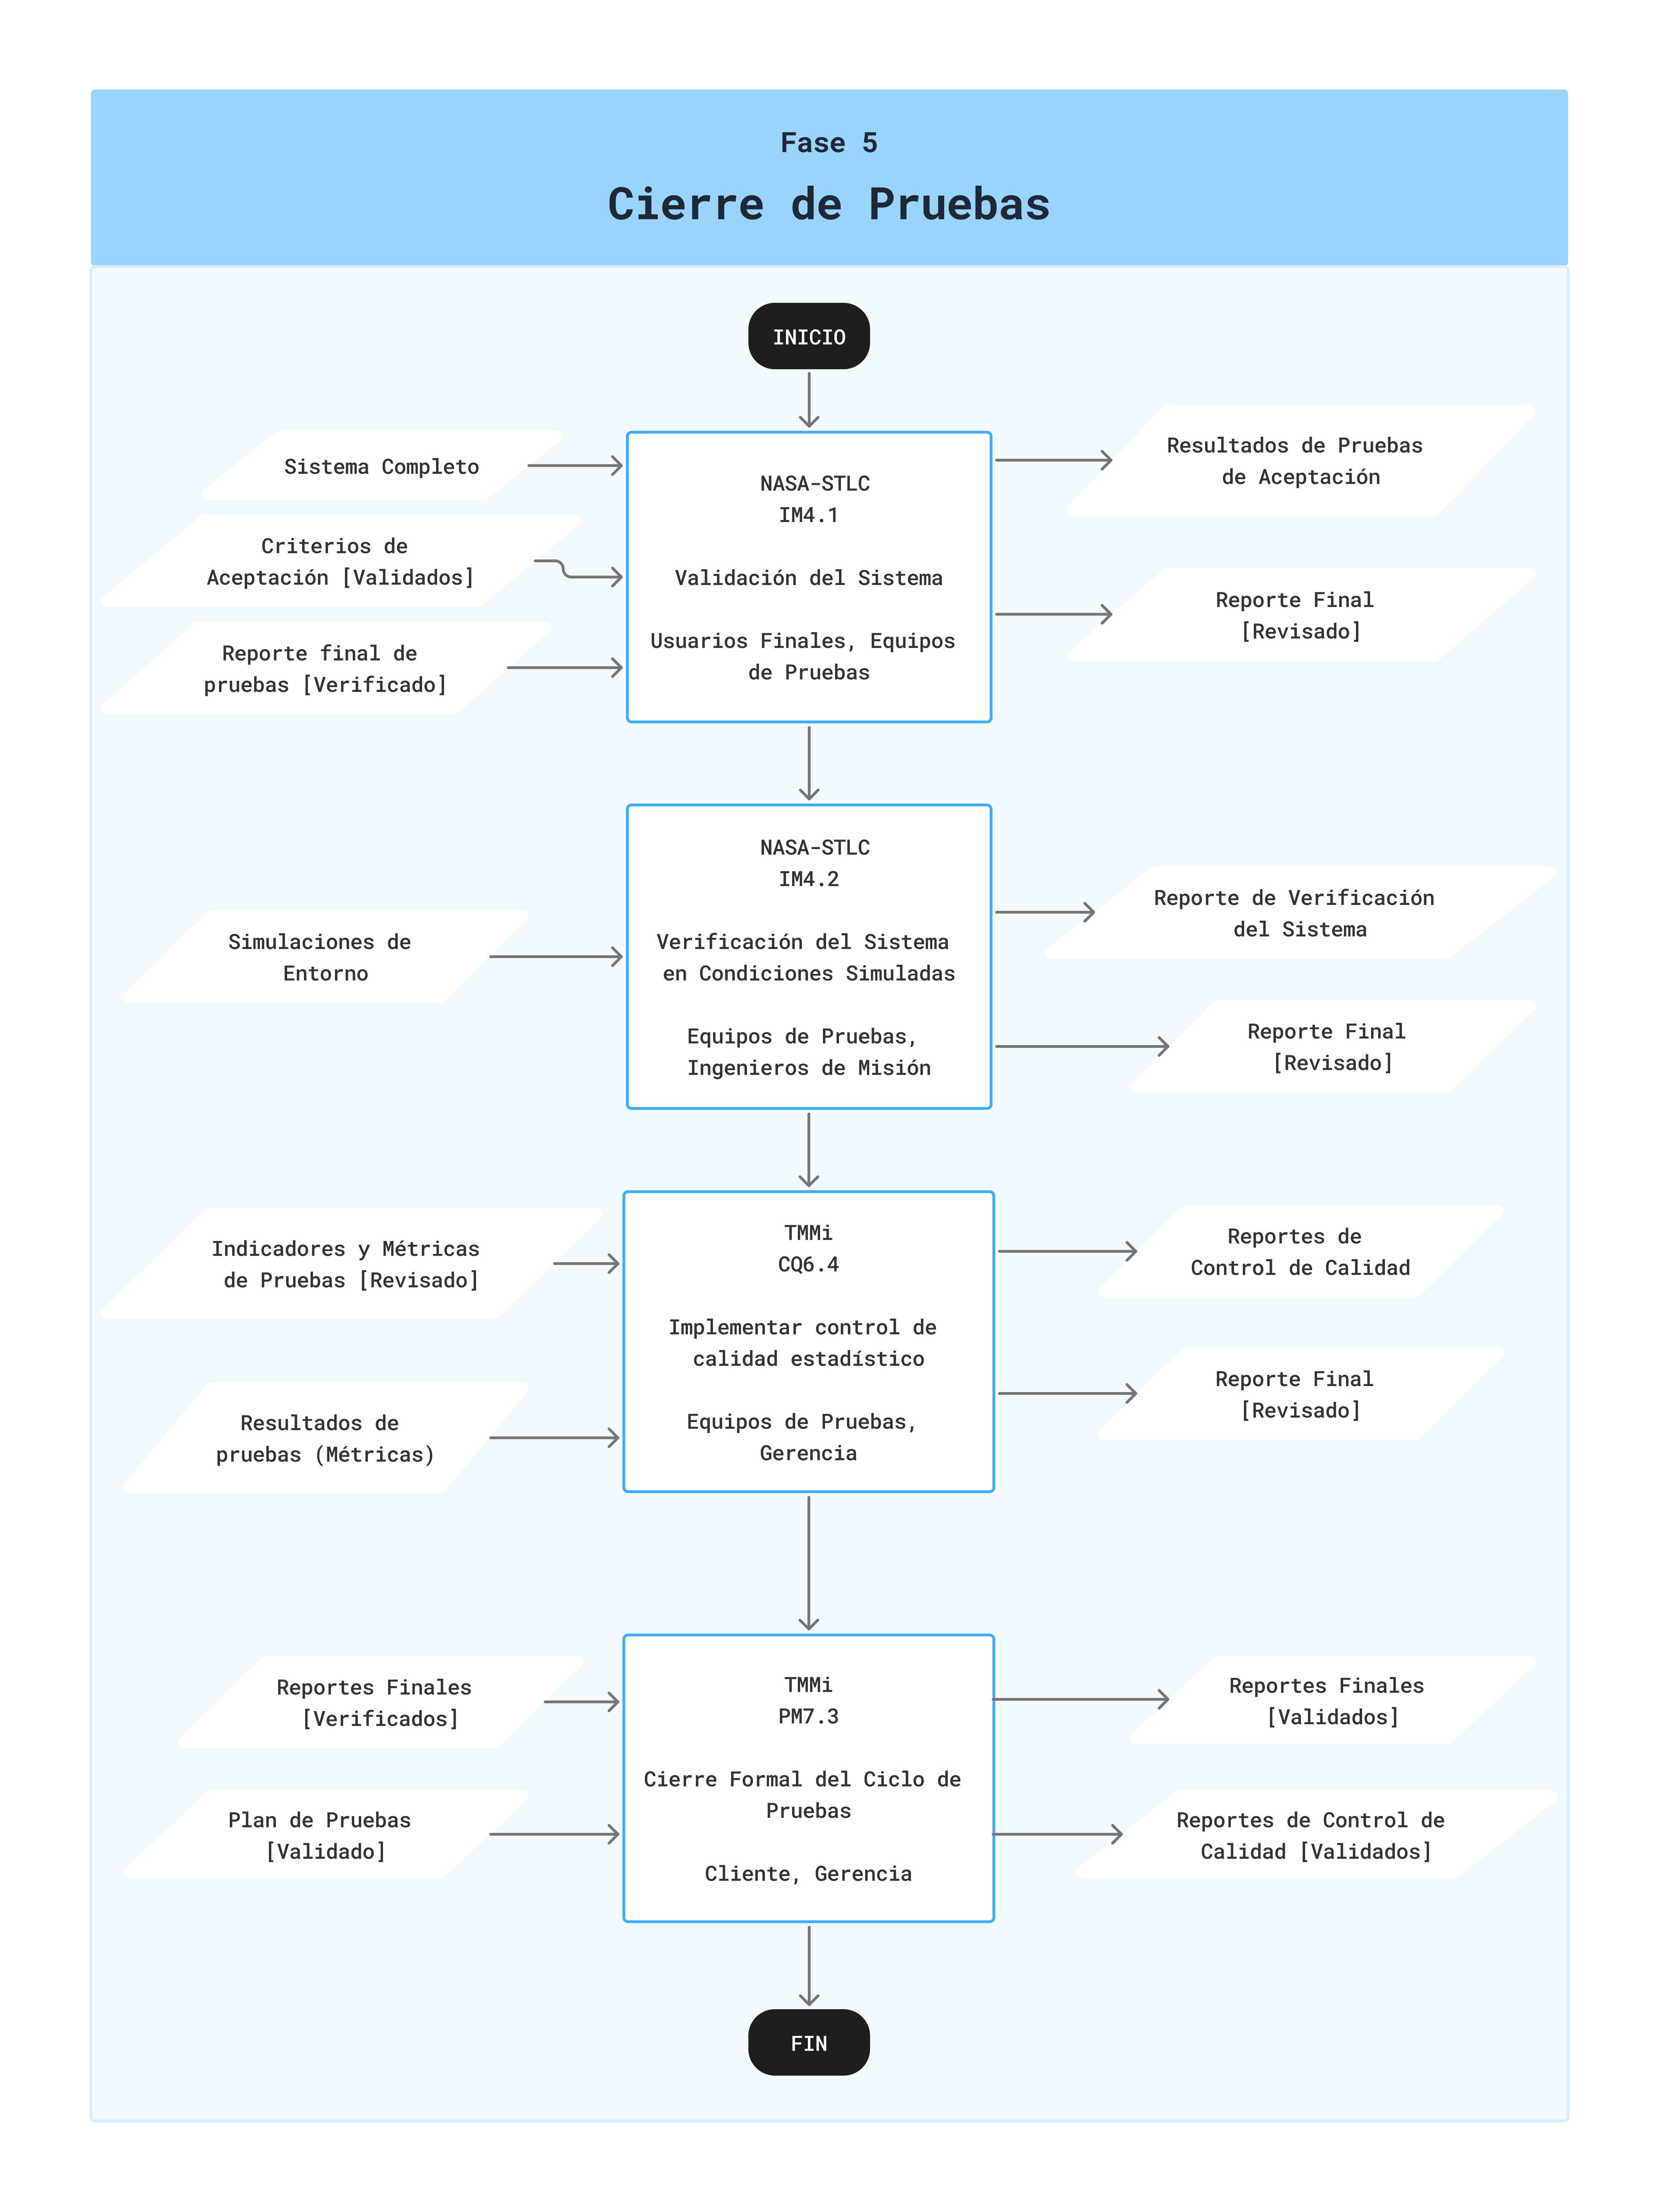 Fase 5
Cierre de Pruebas
INICIO
Sistema Completo
Criterios de
Aceptación [Validados]
Reporte final de
pruebas [Verificado]
NASA-STLC
IM4.1
Validación del Sistema
Usuarios Finales, Equipos
de Pruebas
Resultados de Pruebas
de Aceptación
Reporte Final
[Revisado]
Simulaciones de
Entorno
NASA-STLC
IM4.2
Verificación del Sistema
en Condiciones Simuladas
Equipos de Pruebas,
Ingenieros de Misión
Reporte de Verificación
del Sistema
Reporte Final
[Revisado]
Indicadores y Métricas
de Pruebas [Revisado]
Resultados de
pruebas (Métricas)
TMMi
CQ6.4
Implementar control de
calidad estadístico
Equipos de Pruebas,
Gerencia
Reportes de
Control de Calidad
Reporte Final
[Revisado]
Reportes Finales
[Verificados]
Plan de Pruebas
[Validado]
TMMi
PM7.3
Cierre Formal del Ciclo de
Pruebas
Cliente, Gerencia
Reportes Finales
[Validados]
Reportes de Control de
Calidad [Validados]
FIN